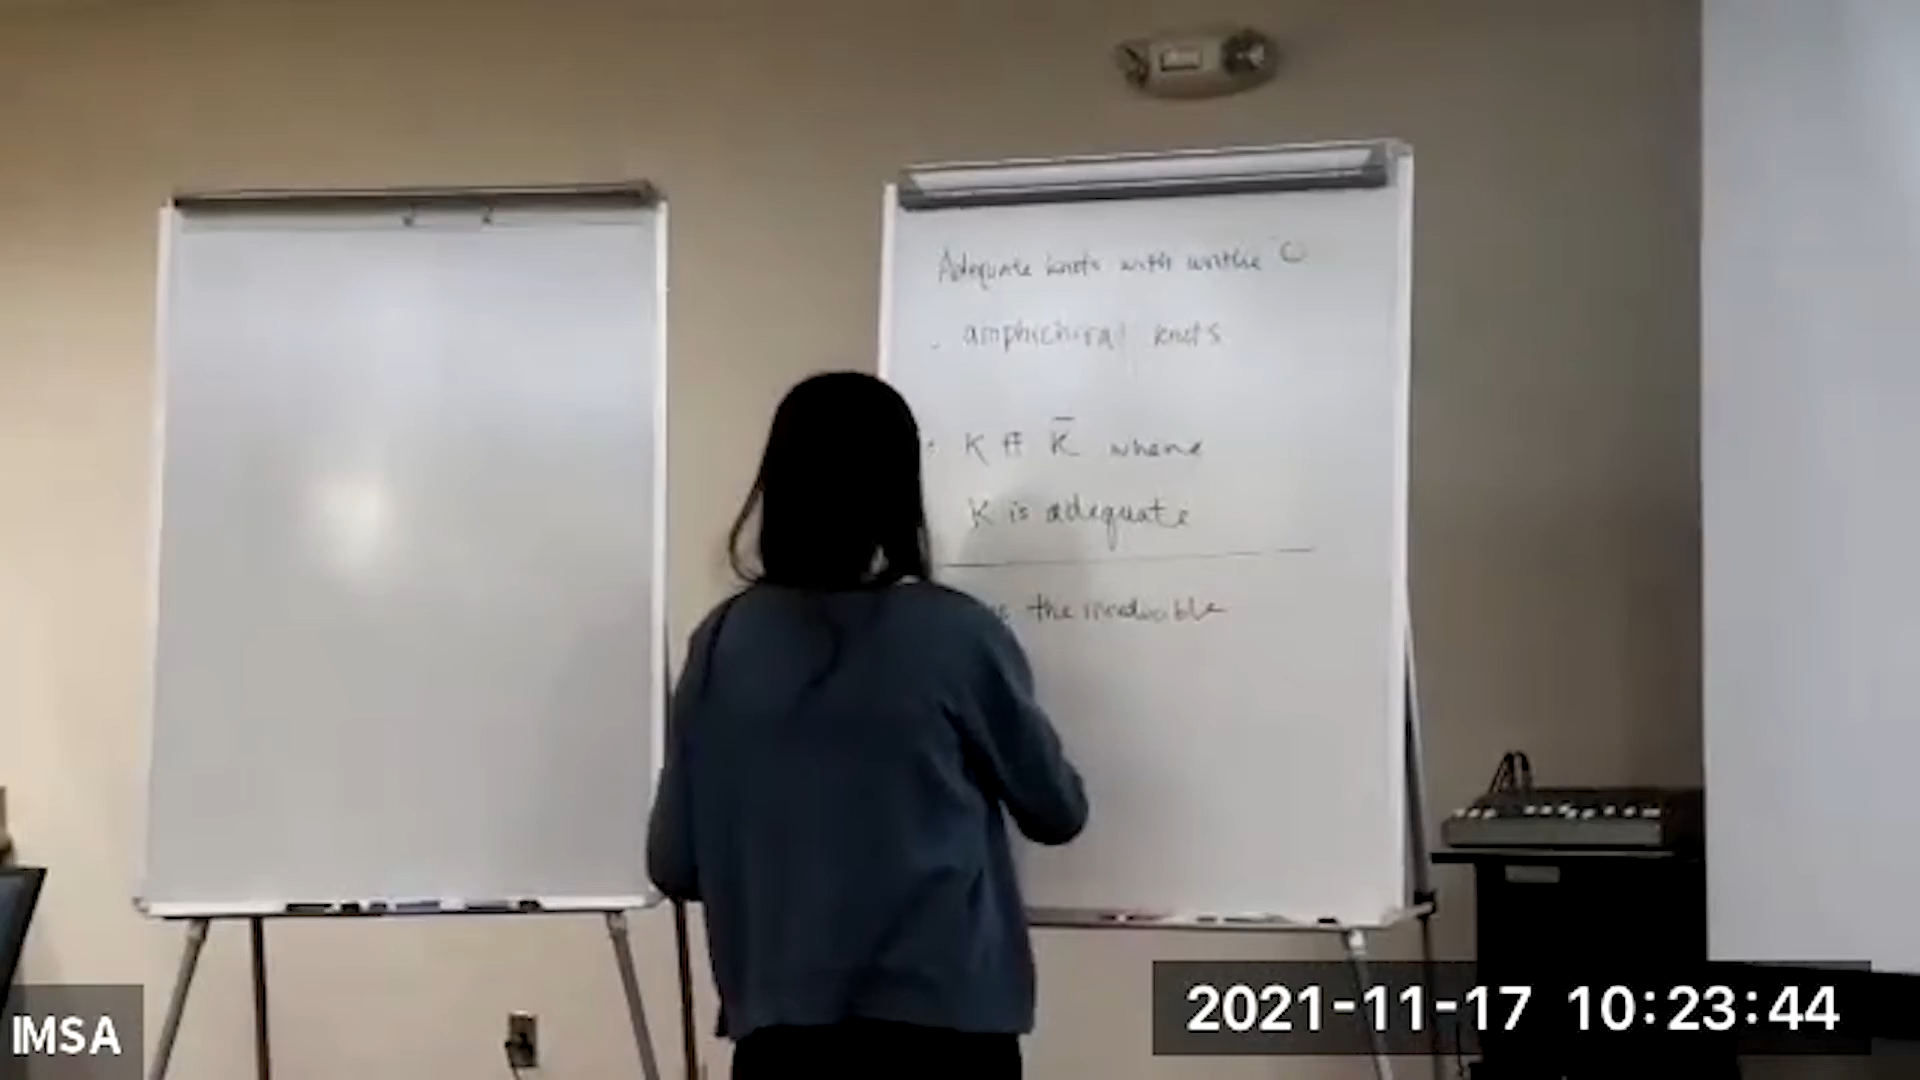 Adequate knots with writhe 0
· amphichiral knots
· K # K̅ where
K is adequate
the irreducible
IMSA
2021-11-17 10:23:44